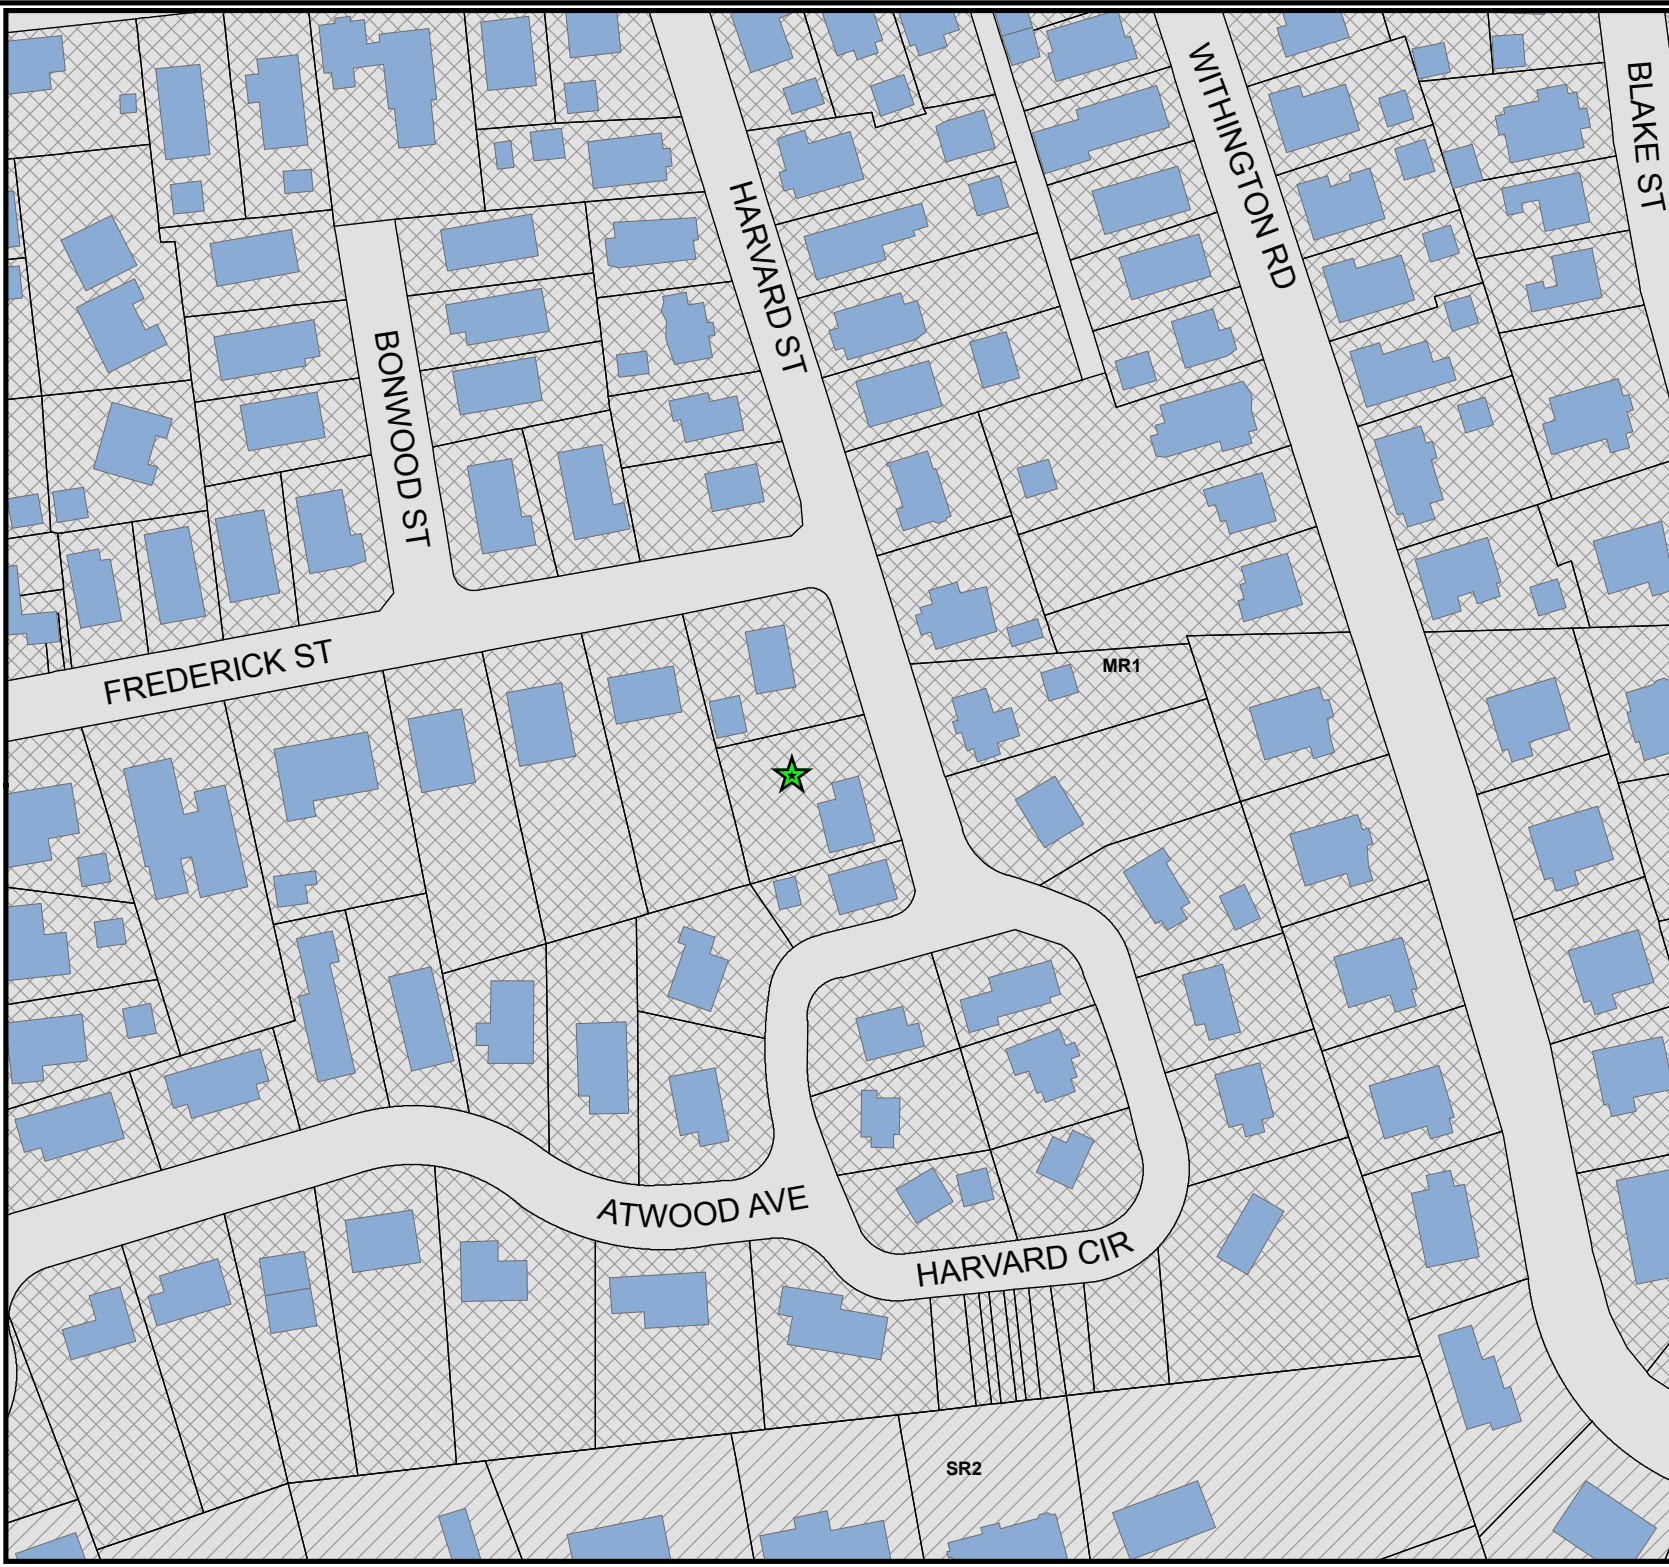 WITHINGTON RD
BLAKE ST
HARVARD ST
BONWOOD ST
FREDERICK ST
MR1
ATWOOD AVE
HARVARD CIR
SR2